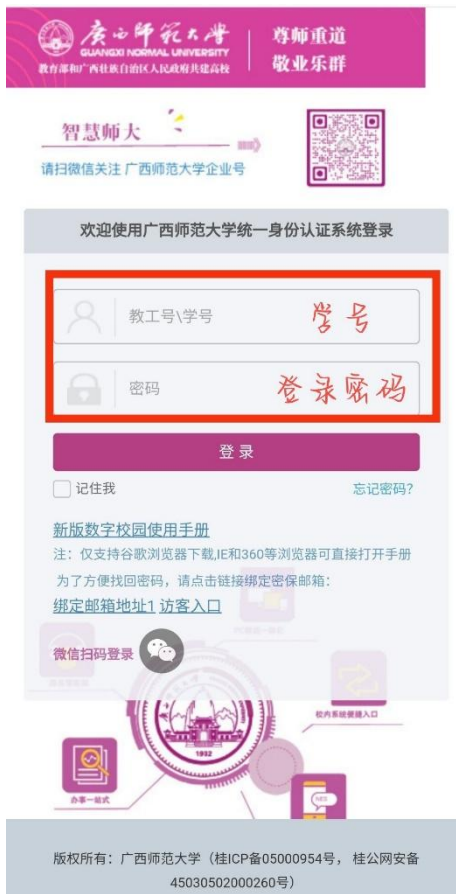 广西师范大学
GUANGXI NORMAL UNIVERSITY
教育部和广西壮族自治区人民政府共建高校
尊师重道
敬业乐群
智慧师大
请扫微信关注 广西师范大学企业号
欢迎使用广西师范大学统一身份认证系统登录
教工号\学号 学号
密码 登录密码
登 录
记住我 忘记密码?
新版数字校园使用手册
注：仅支持谷歌浏览器下载,IE和360等浏览器可直接打开手册
为了方便找回密码，请点击链接绑定密保邮箱：
绑定邮箱地址1 访客入口
微信扫码登录
校内系统便捷入口
1932
办事一站式
版权所有：广西师范大学（桂ICP备05000954号， 桂公网安备
45030502000260号）